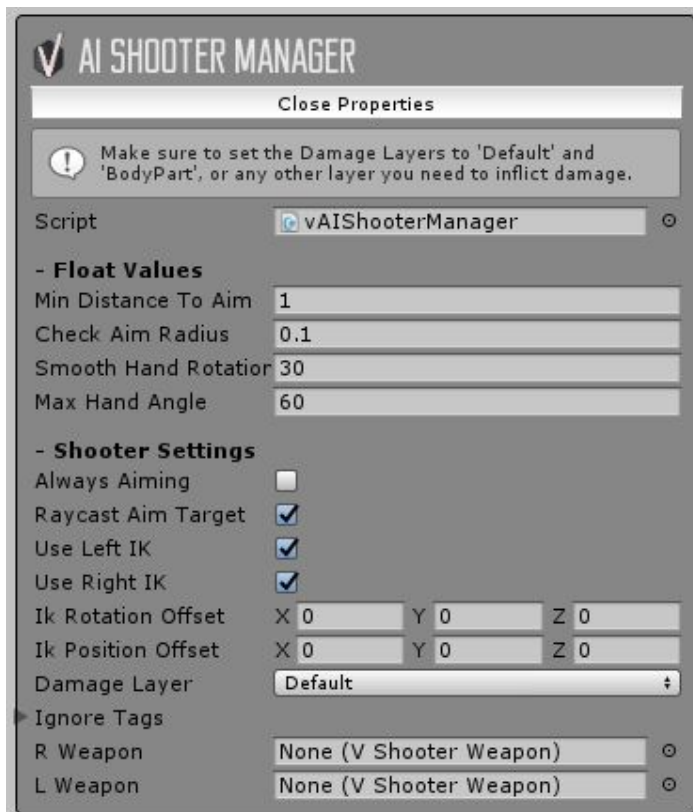 AI SHOOTER MANAGER
Close Properties
Make sure to set the Damage Layers to 'Default' and
'BodyPart', or any other layer you need to inflict damage.
Script vAIShooterManager
- Float Values
Min Distance To Aim 1
Check Aim Radius 0.1
Smooth Hand Rotation 30
Max Hand Angle 60
- Shooter Settings
Always Aiming
Raycast Aim Target
Use Left IK
Use Right IK
Ik Rotation Offset X 0 Y 0 Z 0
Ik Position Offset X 0 Y 0 Z 0
Damage Layer Default
Ignore Tags
R Weapon None (V Shooter Weapon)
L Weapon None (V Shooter Weapon)